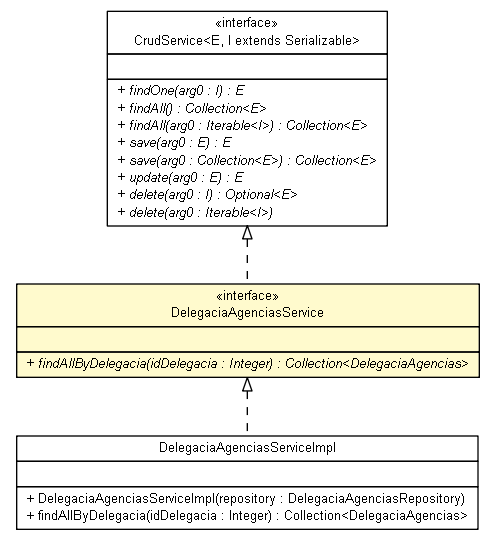 «interface»
CrudService<E, I extends Serializable>
+ findOne(arg0 : I) : E
+ findAll() : Collection<E>
+ findAll(arg0 : Iterable<I>) : Collection<E>
+ save(arg0 : E) : E
+ save(arg0 : Collection<E>) : Collection<E>
+ update(arg0 : E) : E
+ delete(arg0 : I) : Optional<E>
+ delete(arg0 : Iterable<I>)
«interface»
DelegaciaAgenciasService
+ findAllByDelegacia(idDelegacia : Integer) : Collection<DelegaciaAgencias>
DelegaciaAgenciasServiceImpl
+ DelegaciaAgenciasServiceImpl(repository : DelegaciaAgenciasRepository)
+ findAllByDelegacia(idDelegacia : Integer) : Collection<DelegaciaAgencias>